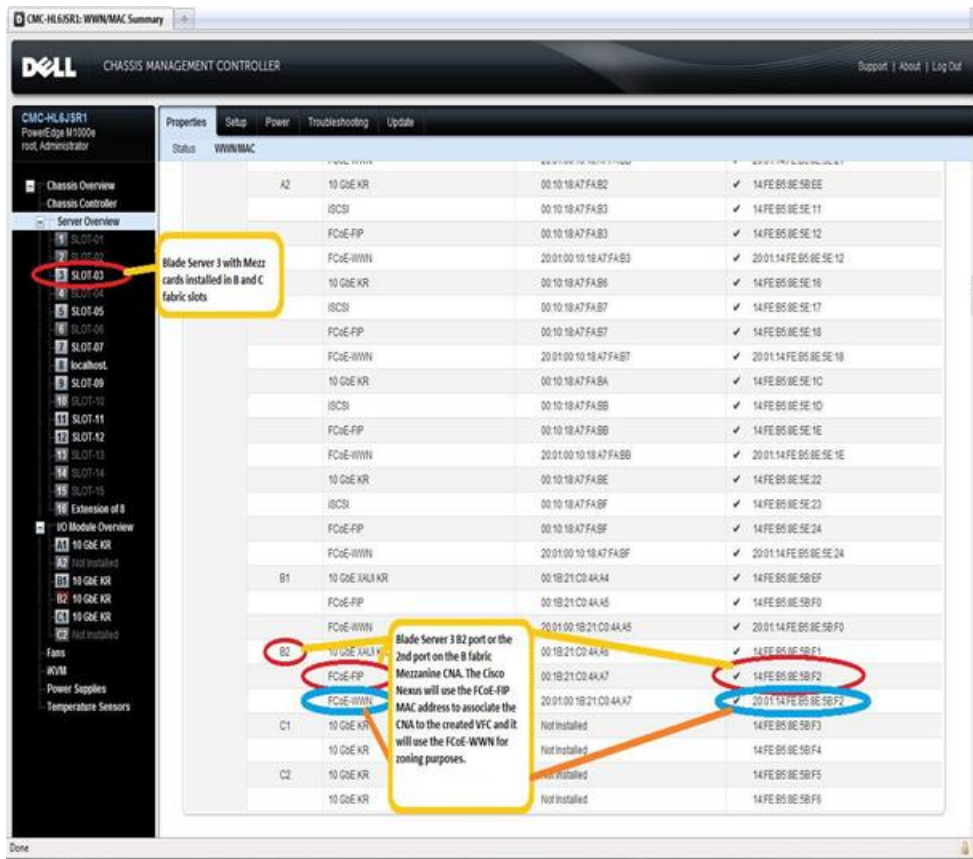 CMC-HL6JSR1: WWN/MAC Summary
DELL CHASSIS MANAGEMENT CONTROLLER
Support | About | Log Out
CMC-HL6JSR1
PowerEdge M1000e
root, Administrator
Properties Setup Power Troubleshooting Update
Status WWN/MAC
Chassis Overview
Chassis Controller
Server Overview
1 SLOT-01
2 SLOT-02
3 SLOT-03
4 SLOT-04
5 SLOT-05
6 SLOT-06
7 SLOT-07
8 localhost.
9 SLOT-09
10 SLOT-10
11 SLOT-11
12 SLOT-12
13 SLOT-13
14 SLOT-14
15 SLOT-15
16 Extension of 8
I/O Module Overview
A1 10 GbE KR
A2 Not Installed
B1 10 GbE KR
B2 10 GbE KR
C1 10 GbE KR
C2 Not Installed
Fans
iKVM
Power Supplies
Temperature Sensors
Blade Server 3 with Mezz
cards installed in B and C
fabric slots
A2 10 GbE KR 00:10:18:A7:FA:B2 ✔ 14:FE:B5:8E:5B:EE
iSCSI 00:10:18:A7:FA:B3 ✔ 14:FE:B5:8E:5E:11
FCoE-FIP 00:10:18:A7:FA:B3 ✔ 14:FE:B5:8E:5E:12
FCoE-WWN 20:01:00:10:18:A7:FA:B3 ✔ 20:01:14:FE:B5:8E:5E:12
10 GbE KR 00:10:18:A7:FA:B6 ✔ 14:FE:B5:8E:5E:16
iSCSI 00:10:18:A7:FA:B7 ✔ 14:FE:B5:8E:5E:17
FCoE-FIP 00:10:18:A7:FA:B7 ✔ 14:FE:B5:8E:5E:18
FCoE-WWN 20:01:00:10:18:A7:FA:B7 ✔ 20:01:14:FE:B5:8E:5E:18
10 GbE KR 00:10:18:A7:FA:BA ✔ 14:FE:B5:8E:5E:1C
iSCSI 00:10:18:A7:FA:BB ✔ 14:FE:B5:8E:5E:1D
FCoE-FIP 00:10:18:A7:FA:BB ✔ 14:FE:B5:8E:5E:1E
FCoE-WWN 20:01:00:10:18:A7:FA:BB ✔ 20:01:14:FE:B5:8E:5E:1E
10 GbE KR 00:10:18:A7:FA:BE ✔ 14:FE:B5:8E:5E:22
iSCSI 00:10:18:A7:FA:BF ✔ 14:FE:B5:8E:5E:23
FCoE-FIP 00:10:18:A7:FA:BF ✔ 14:FE:B5:8E:5E:24
FCoE-WWN 20:01:00:10:18:A7:FA:BF ✔ 20:01:14:FE:B5:8E:5E:24
B1 10 GbE XAUI KR 00:1B:21:C0:4A:A4 ✔ 14:FE:B5:8E:5B:EF
FCoE-FIP 00:1B:21:C0:4A:A5 ✔ 14:FE:B5:8E:5B:F0
FCoE-WWN 20:01:00:1B:21:C0:4A:A5 ✔ 20:01:14:FE:B5:8E:5B:F0
B2 10 GbE XAUI 00:1B:21:C0:4A:A6 ✔ 14:FE:B5:8E:5B:F1
FCoE-FIP 00:1B:21:C0:4A:A7 ✔ 14:FE:B5:8E:5B:F2
FCoE-WWN 20:01:00:1B:21:C0:4A:A7 ✔ 20:01:14:FE:B5:8E:5B:F2
C1 10 GbE KR Not Installed 14:FE:B5:8E:5B:F3
10 GbE KR Not Installed 14:FE:B5:8E:5B:F4
C2 10 GbE KR Not Installed 14:FE:B5:8E:5B:F5
10 GbE KR Not Installed 14:FE:B5:8E:5B:F6
Blade Server 3 B2 port or the
2nd port on the B fabric
Mezzanine CNA. The Cisco
Nexus will use the FCoE-FIP
MAC address to associate the
CNA to the created VFC and it
will use the FCoE-WWN for
zoning purposes.
Done